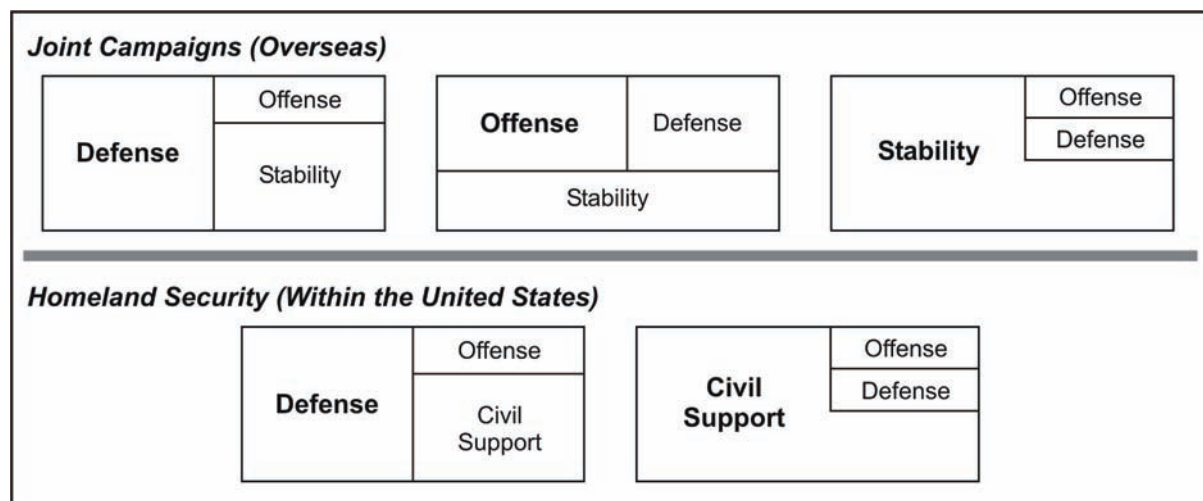 Joint Campaigns (Overseas)
Defense
Offense
Stability
Offense
Defense
Stability
Stability
Offense
Defense
Homeland Security (Within the United States)
Defense
Offense
Civil
Support
Civil
Support
Offense
Defense